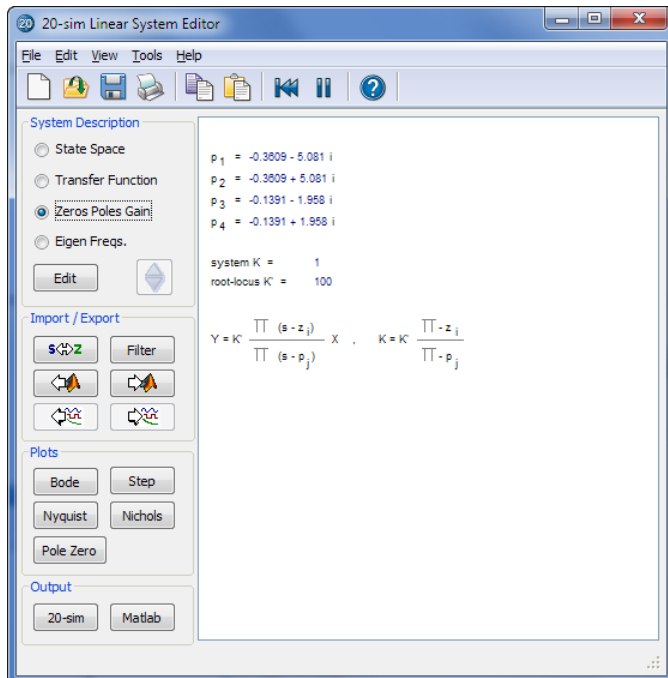 20-sim Linear System Editor
File Edit View Tools Help
System Description
State Space
Transfer Function
Zeros Poles Gain
Eigen Freqs.
Edit
Import / Export
S⇔Z Filter
Plots
Bode Step
Nyquist Nichols
Pole Zero
Output
20-sim Matlab
p1 = -0.3609 - 5.081 i
p2 = -0.3609 + 5.081 i
p3 = -0.1391 - 1.958 i
p4 = -0.1391 + 1.958 i
system K = 1
root-locus K' = 100
Y = K' ∏ (s - zi) / ∏ (s - pj) X , K = K' ∏ - zi / ∏ - pj